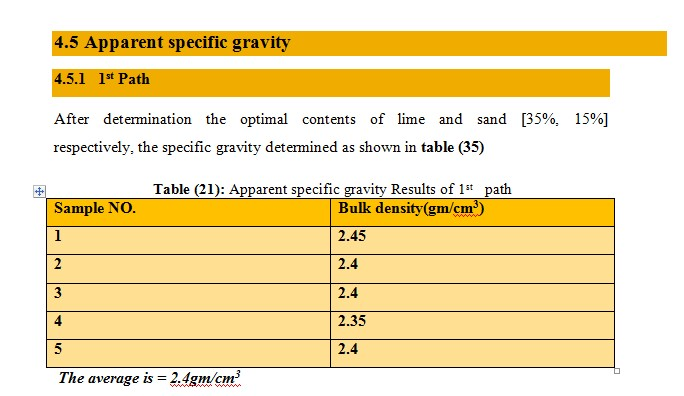 4.5 Apparent specific gravity
4.5.1 1st Path
After determination the optimal contents of lime and sand [35%, 15%]
respectively, the specific gravity determined as shown in table (35)
Table (21): Apparent specific gravity Results of 1st path
Sample NO. Bulk density(gm/cm³)
1 2.45
2 2.4
3 2.4
4 2.35
5 2.4
The average is = 2.4gm/cm³